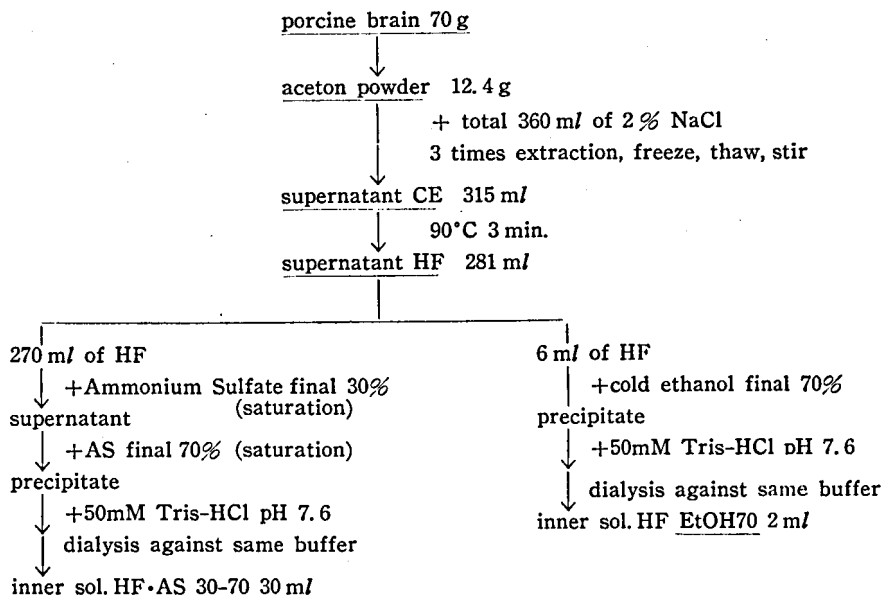 porcine brain 70 g
aceton powder 12.4 g
+ total 360 ml of 2% NaCl
3 times extraction, freeze, thaw, stir
supernatant CE 315 ml
90°C 3 min.
supernatant HF 281 ml
270 ml of HF
+Ammonium Sulfate final 30%
(saturation)
supernatant
+AS final 70% (saturation)
precipitate
+50mM Tris-HCl pH 7.6
dialysis against same buffer
inner sol. HF•AS 30-70 30 ml
6 ml of HF
+cold ethanol final 70%
precipitate
+50mM Tris-HCl pH 7.6
dialysis against same buffer
inner sol. HF EtOH70 2 ml